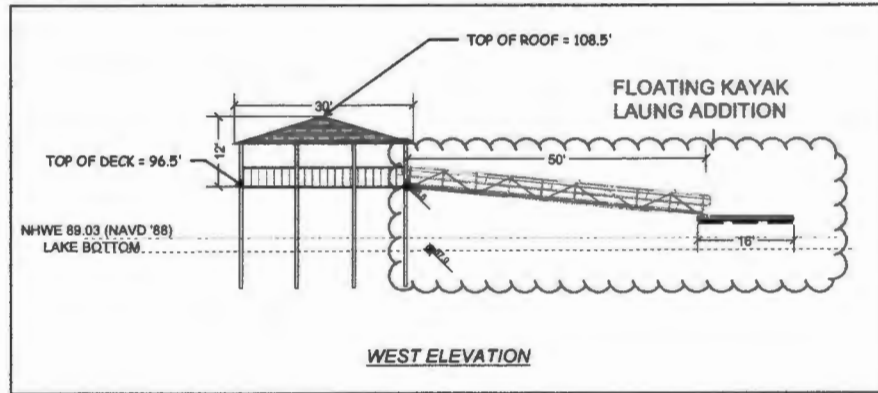 TOP OF ROOF = 108.5'
FLOATING KAYAK
LAUNG ADDITION
30'
12'
50'
TOP OF DECK = 96.5'
NHWE 89.03 (NAVD '88)
LAKE BOTTOM
16'
WEST ELEVATION